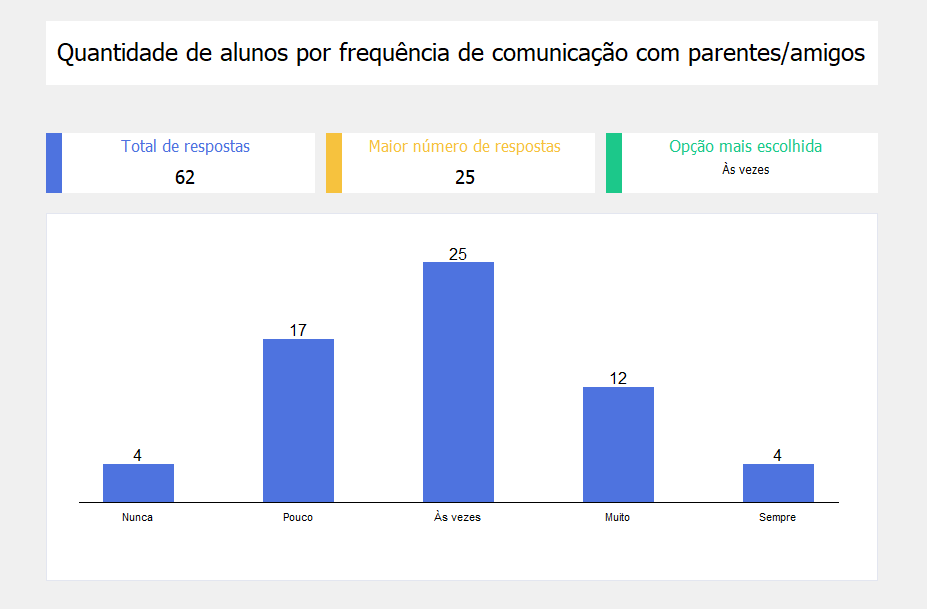 Quantidade de alunos por frequência de comunicação com parentes/amigos
Total de respostas
62
Maior número de respostas
25
Opção mais escolhida
Às vezes
25
17
12
4
4
Nunca
Pouco
Às vezes
Muito
Sempre